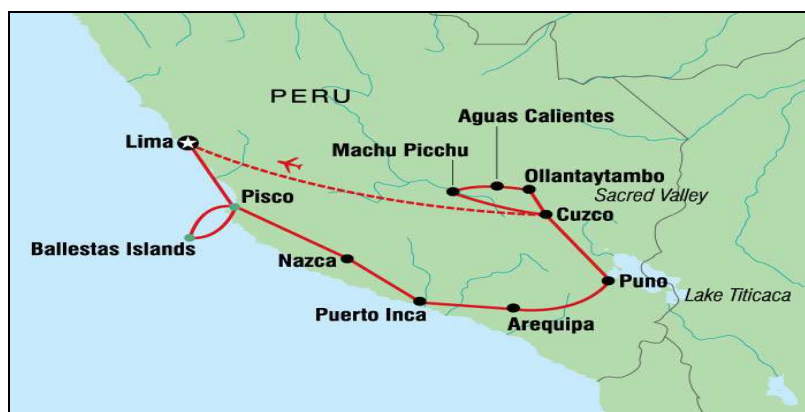 PERU
Aguas Calientes
Lima
Machu Picchu
Ollantaytambo
Sacred Valley
Pisco
Cuzco
Ballestas Islands
Nazca
Puno
Lake Titicaca
Puerto Inca
Arequipa